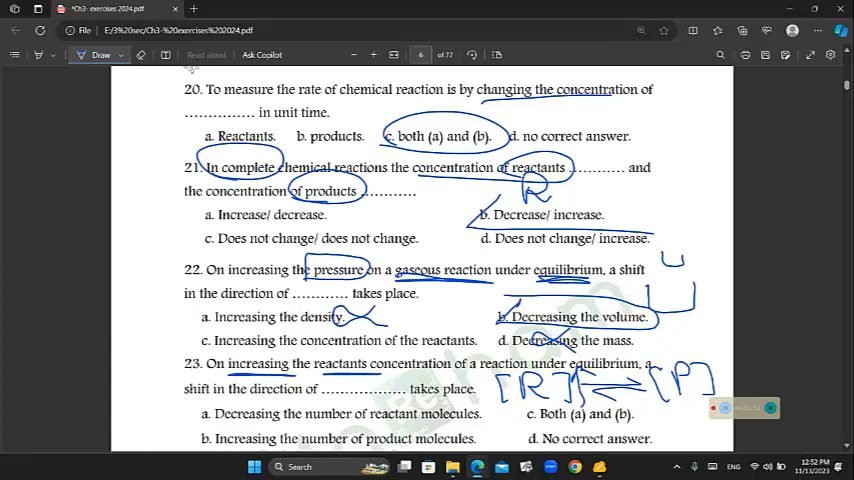 *Ch3- exercises 2024.pdf
File
E:/3 %20sec/Ch3-%20exercises%202024.pdf
Draw
Read aloud
Ask Copilot
6
of 77
20. To measure the rate of chemical reaction is by changing the concentration of
............... in unit time.
a. Reactants. b. products. c. both (a) and (b). d. no correct answer.
21. In complete chemical reactions the concentration of reactants ............ and
the concentration of products ............
R
a. Increase/ decrease. b. Decrease/ increase.
c. Does not change/ does not change. d. Does not change/ increase.
22. On increasing the pressure on a gaseous reaction under equilibrium, a shift
in the direction of ............ takes place.
a. Increasing the density. b. Decreasing the volume.
c. Increasing the concentration of the reactants. d. Decreasing the mass.
23. On increasing the reactants concentration of a reaction under equilibrium, a
shift in the direction of .................. takes place.
[R] [P]
a. Decreasing the number of reactant molecules. c. Both (a) and (b).
b. Increasing the number of product molecules. d. No correct answer.
Search
ENG
12:52 PM
11/13/2023